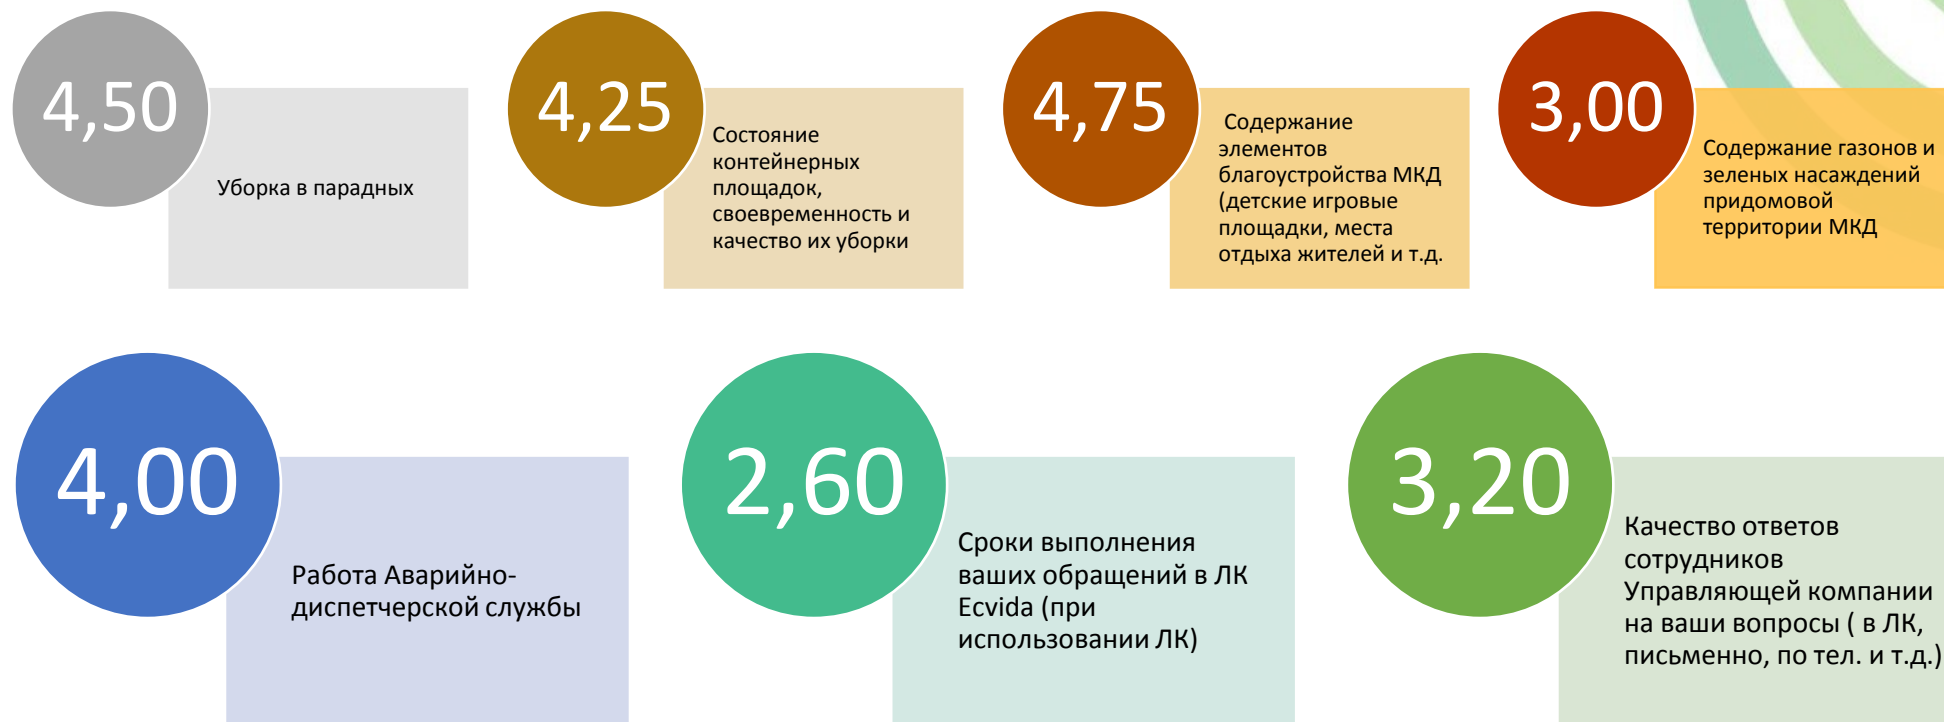 4,50
Уборка в парадных
4,25
Состояние
контейнерных
площадок,
своевременность и
качество их уборки
4,75
Содержание
элементов
благоустройства МКД
(детские игровые
площадки, места
отдыха жителей и т.д.
3,00
Содержание газонов и
зеленых насаждений
придомовой
территории МКД
4,00
Работа Аварийно-
диспетчерской службы
2,60
Сроки выполнения
ваших обращений в ЛК
Ecvida (при
использовании ЛК)
3,20
Качество ответов
сотрудников
Управляющей компании
на ваши вопросы ( в ЛК,
письменно, по тел. и т.д.)